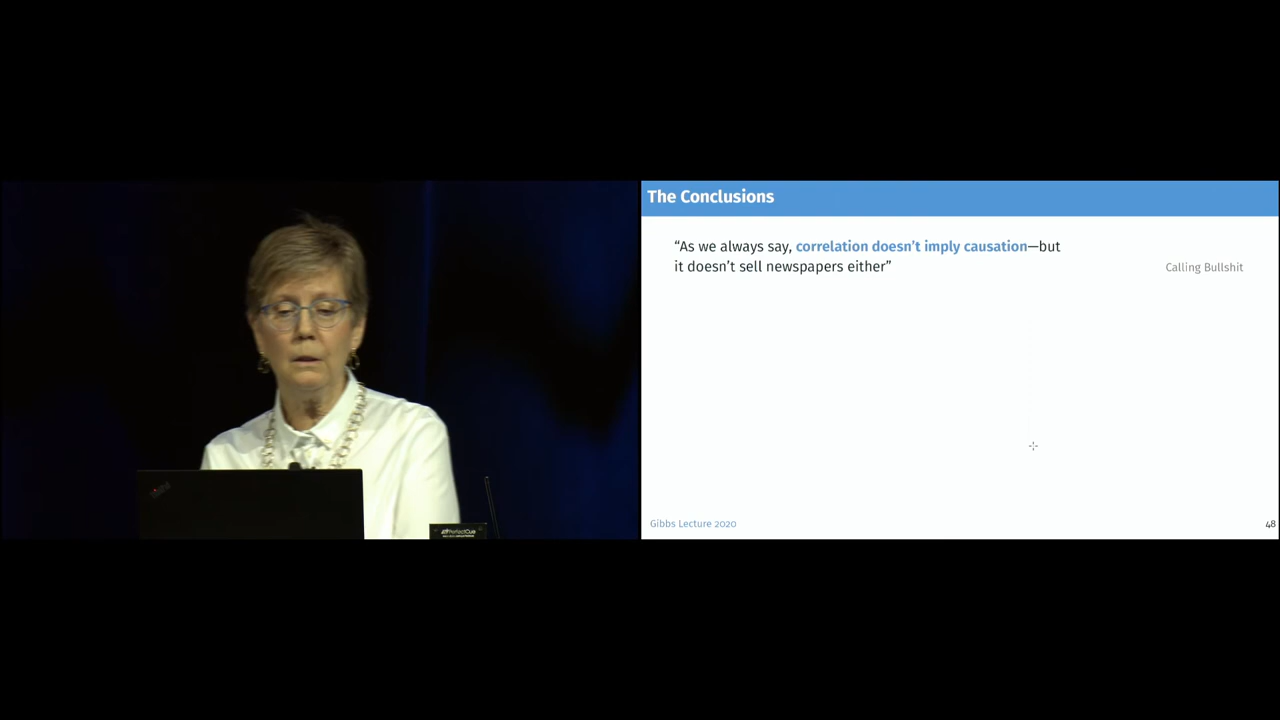 The Conclusions
“As we always say, correlation doesn’t imply causation—but
it doesn’t sell newspapers either”
Calling Bullshit
Gibbs Lecture 2020
48
PerfectCue